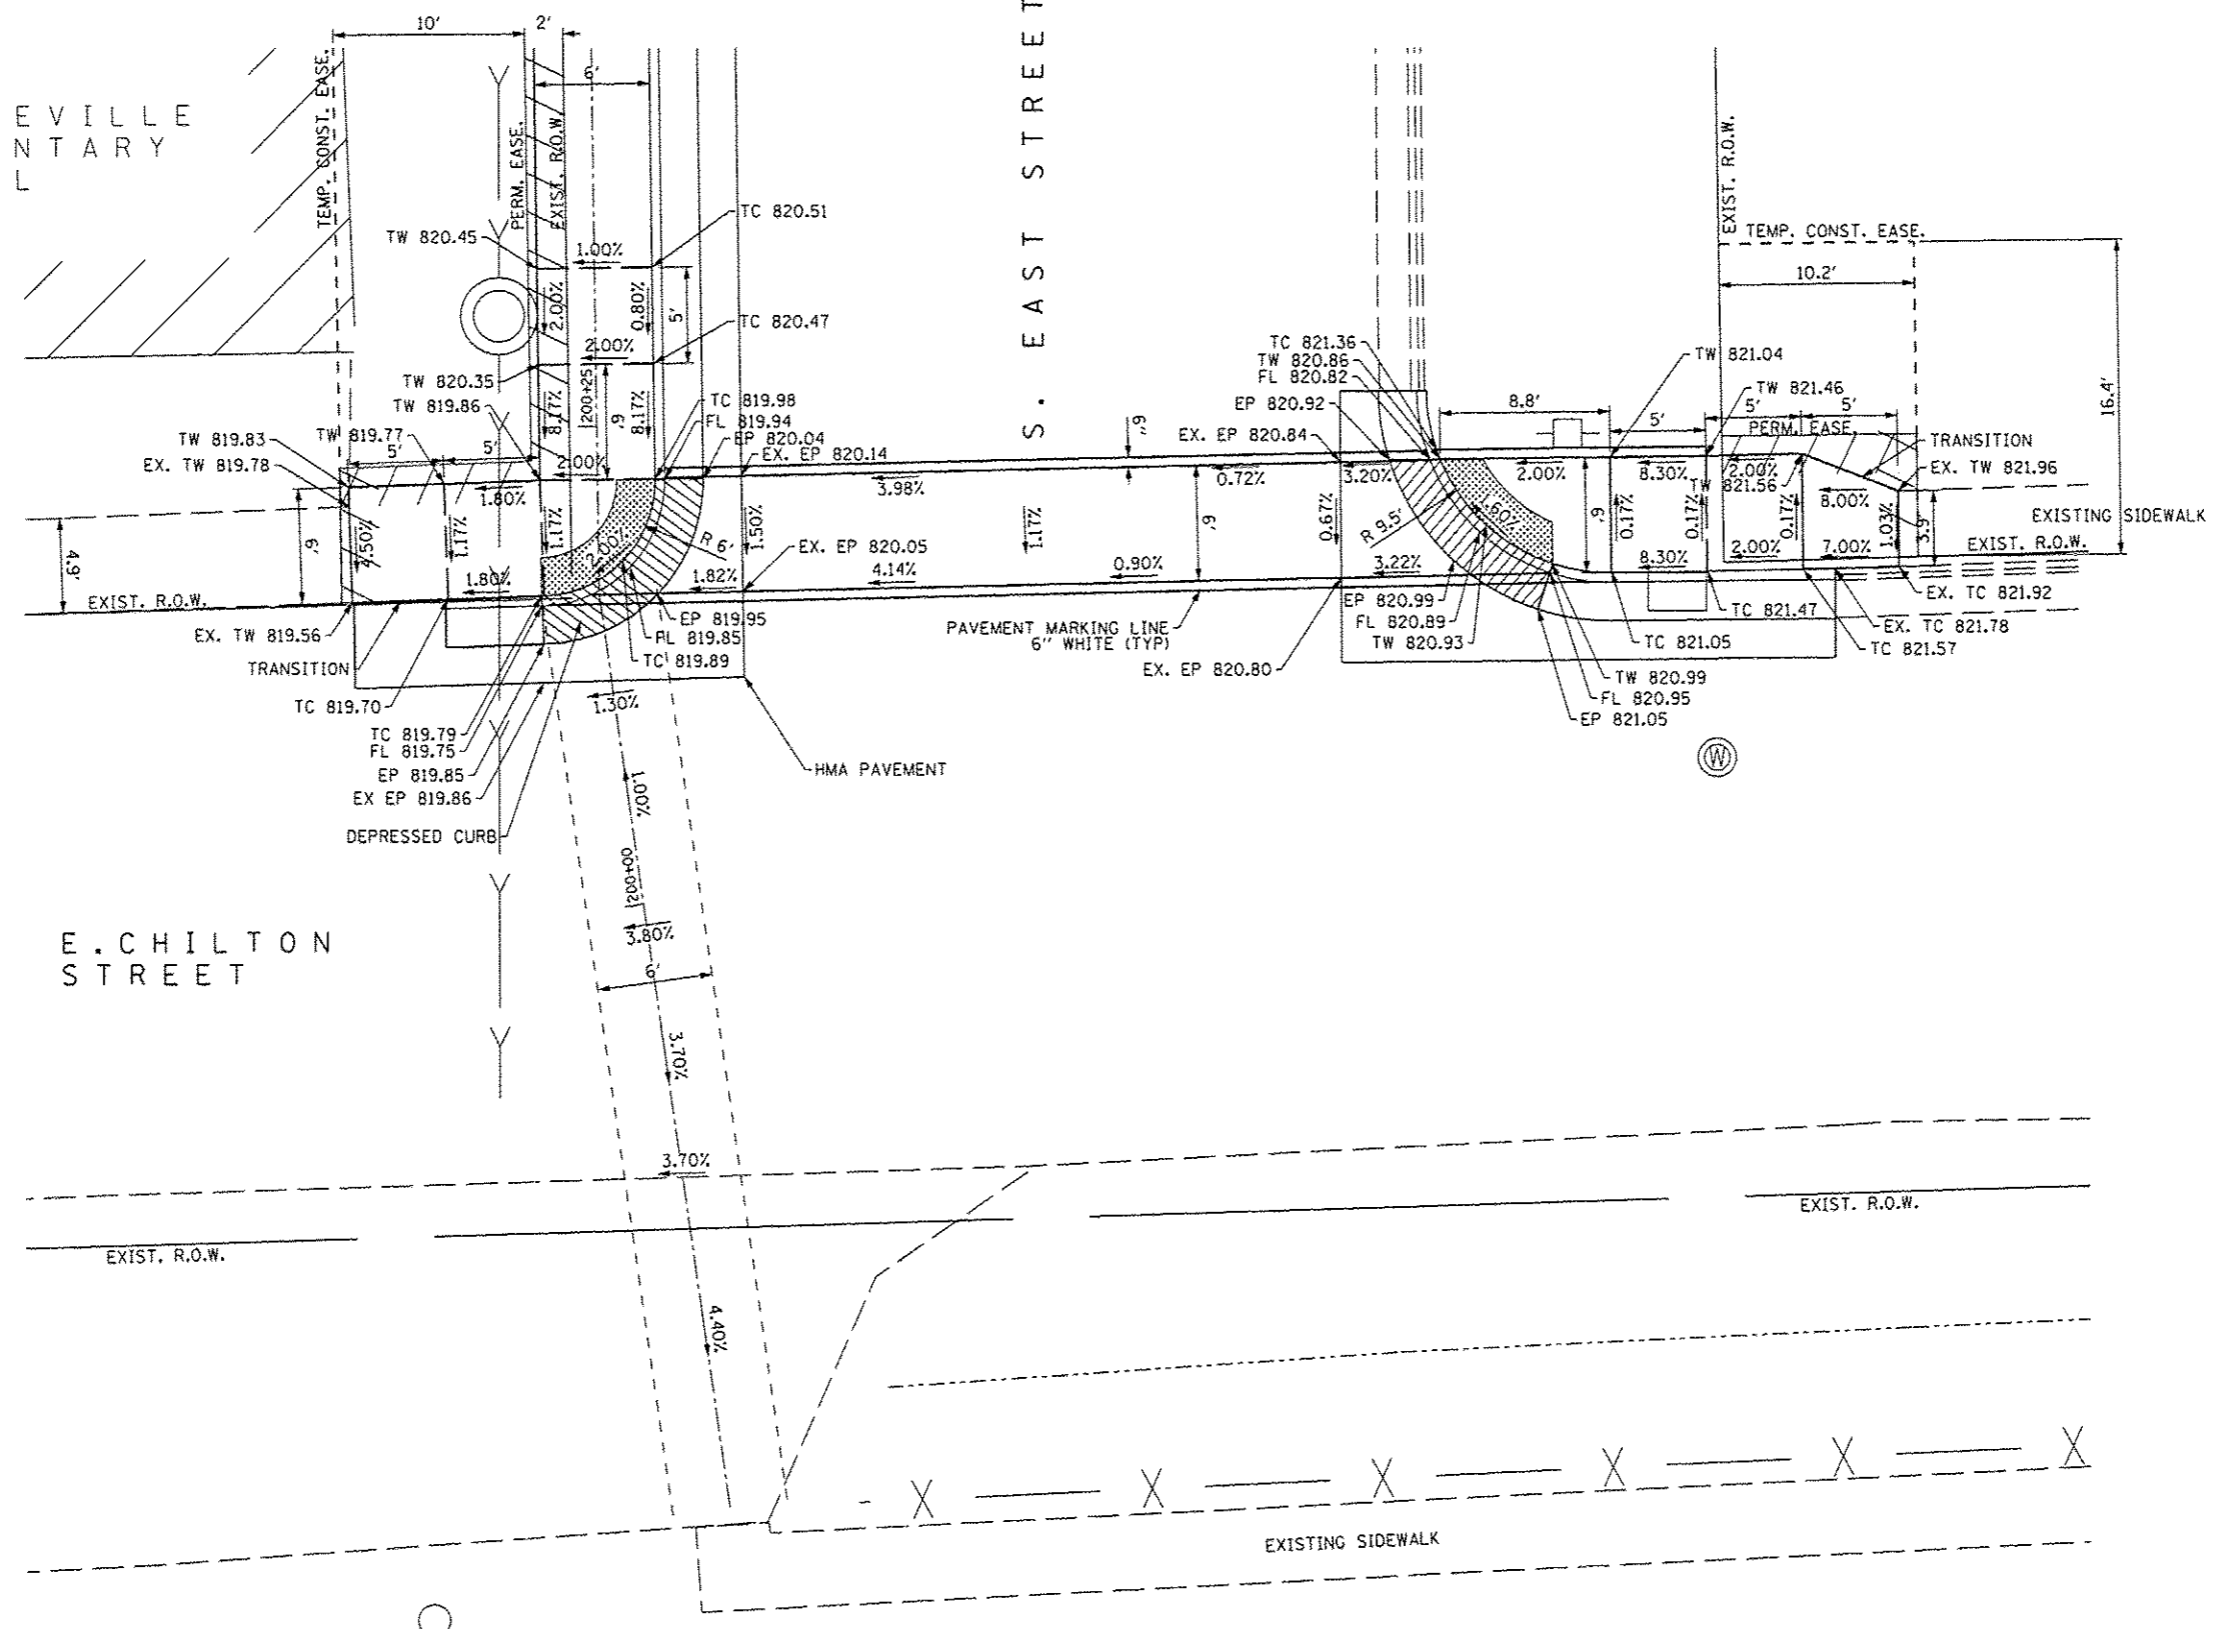 10'
2'
6'
EVILLE
NTARY
L
TEMP. CONST. EASE.
PERM. EASE.
EXIST. R.O.W.
S. EAST STREET
EXIST. R.O.W.
TEMP. CONST. EASE.
10.2'
16.4'
TW 820.45
1.00%
TC 820.51
2.00%
0.80%
5'
TC 820.47
2.00%
TW 820.35
200+25
TW 819.86
8.17%
6'
8.17%
TC 819.98
FL 819.94
EP 820.04
EX. EP 820.14
TW 819.83
TW 819.77
EX. TW 819.78
5'
5'
2.00%
1.80%
4.50%
1.17%
1.17%
2.00%
R 6'
1.50%
6'
4.9'
1.80%
1.82%
EX. EP 820.05
EXIST. R.O.W.
EX. TW 819.56
TRANSITION
TC 819.70
EP 819.95
FL 819.85
TC 819.89
TC 819.79
FL 819.75
EP 819.85
EX EP 819.86
DEPRESSED CURB
1.30%
HMA PAVEMENT
3.98%
4.14%
1.17%
0.72%
0.90%
6"
6'
PAVEMENT MARKING LINE
6" WHITE (TYP)
TC 821.36
TW 820.86
FL 820.82
EP 820.92
EX. EP 820.84
3.20%
0.67%
R 9.5'
1.60%
3.22%
EP 820.99
FL 820.89
TW 820.93
EX. EP 820.80
8.8'
5'
TW 821.04
TW 821.46
5'
5'
PERM. EASE.
TRANSITION
EX. TW 821.96
2.00%
8.30%
2.00%
TW 821.56
8.00%
6'
0.17%
0.17%
0.17%
1.03%
3.9'
8.30%
2.00%
7.00%
EXISTING SIDEWALK
EXIST. R.O.W.
EX. TC 821.92
TC 821.47
EX. TC 821.78
TC 821.57
TC 821.05
TW 820.99
FL 820.95
EP 821.05
W
1.00%
200+00
3.80%
6'
E. CHILTON
STREET
3.70%
3.70%
EXIST. R.O.W.
EXIST. R.O.W.
4.40%
X X X X X X
EXISTING SIDEWALK